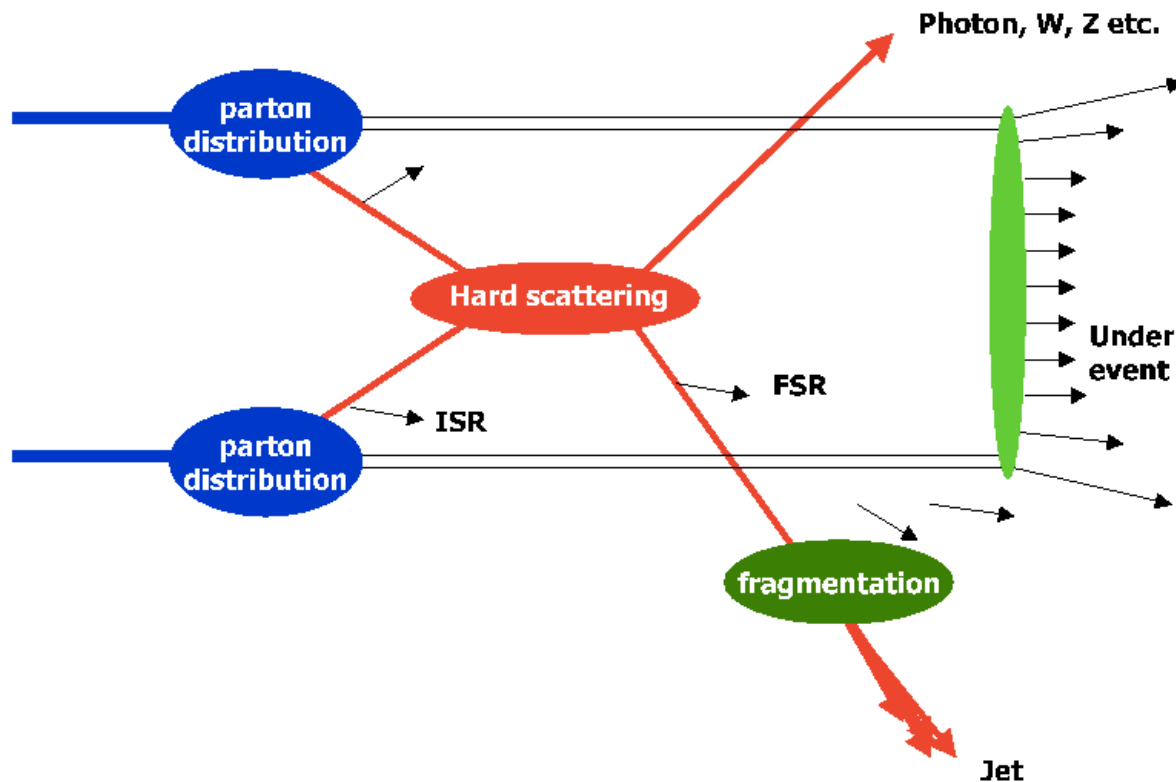 Photon, W, Z etc.
parton
distribution
Hard scattering
Under
event
FSR
ISR
parton
distribution
fragmentation
Jet